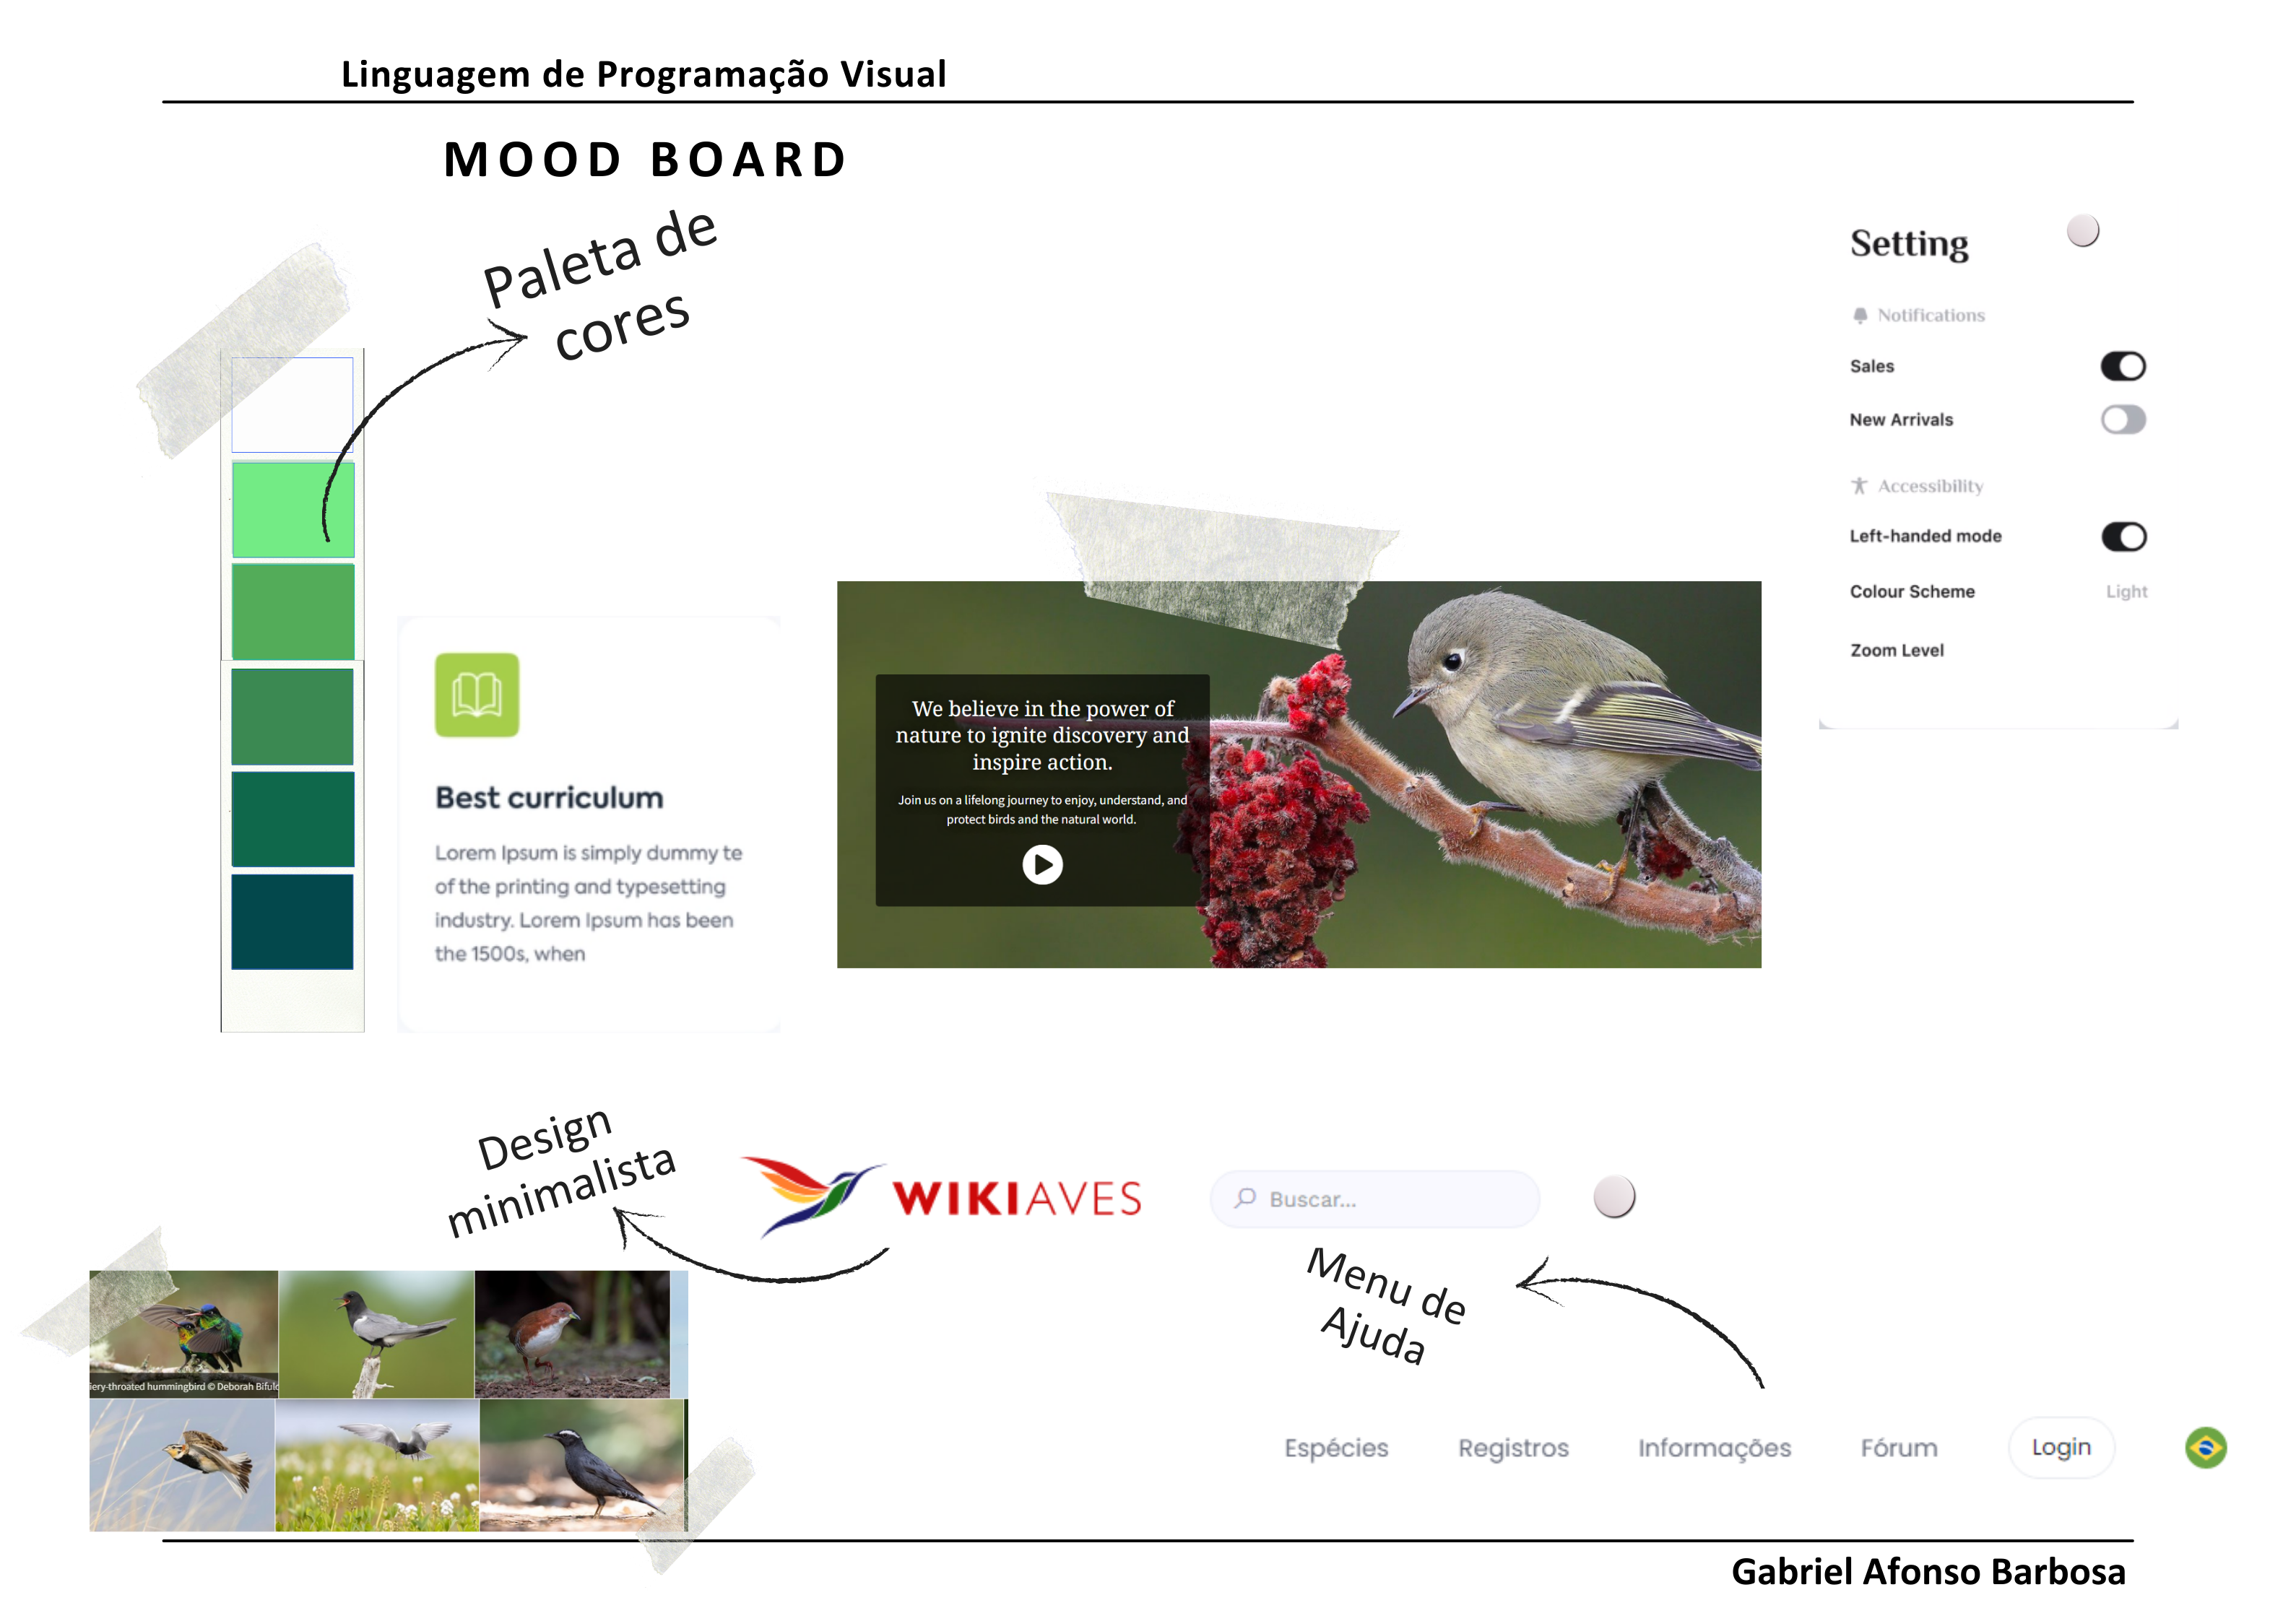 Linguagem de Programação Visual
MOOD BOARD
Paleta de
cores
Setting
Notifications
Sales
New Arrivals
Accessibility
Left-handed mode
Colour Scheme Light
Zoom Level
Best curriculum
Lorem Ipsum is simply dummy te
of the printing and typesetting
industry. Lorem Ipsum has been
the 1500s, when
We believe in the power of
nature to ignite discovery and
inspire action.
Join us on a lifelong journey to enjoy, understand, and
protect birds and the natural world.
Design
minimalista
WIKIAVES
Buscar...
Menu de
Ajuda
iery-throated hummingbird © Deborah Bifulc
Espécies Registros Informações Fórum Login
Gabriel Afonso Barbosa